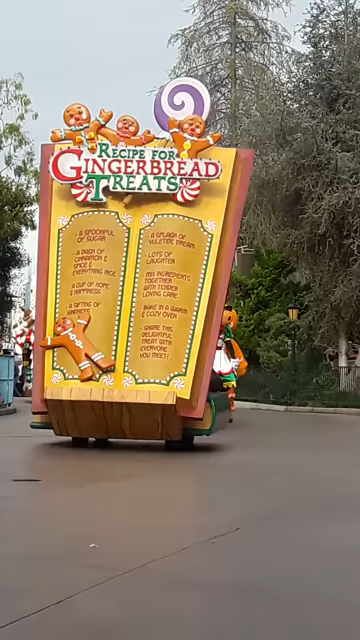 RECIPE FOR
GINGERBREAD
TREATS
• A SPOONFUL
OF SUGAR
• A DASH OF
CINNAMON &
SPICE &
EVERYTHING NICE
• A CUP OF HOPE
& HAPPINESS
• A SIFTING OF
• A SPLASH OF
YULETIDE DREAM
• LOTS OF
LAUGHTER
• MIX INGREDIENTS
TOGETHER
WITH TENDER
LOVING CARE
• BAKE IN A WARM
& COZY OVEN
• SHARE THIS
DELIGHTFUL
TREAT WITH
EVERYONE
YOU MEET!